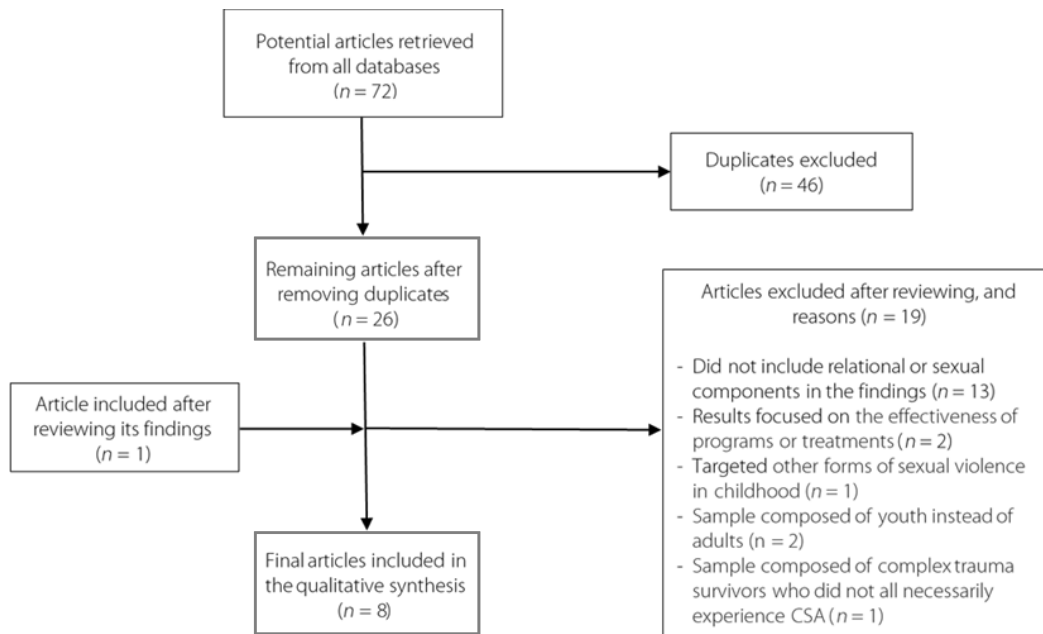 Potential articles retrieved
from all databases
(n = 72)
Duplicates excluded
(n = 46)
Remaining articles after
removing duplicates
(n = 26)
Articles excluded after reviewing, and
reasons (n = 19)
- Did not include relational or sexual
components in the findings (n = 13)
- Results focused on the effectiveness of
programs or treatments (n = 2)
- Targeted other forms of sexual violence
in childhood (n = 1)
- Sample composed of youth instead of
adults (n = 2)
- Sample composed of complex trauma
survivors who did not all necessarily
experience CSA (n = 1)
Article included after
reviewing its findings
(n = 1)
Final articles included in
the qualitative synthesis
(n = 8)